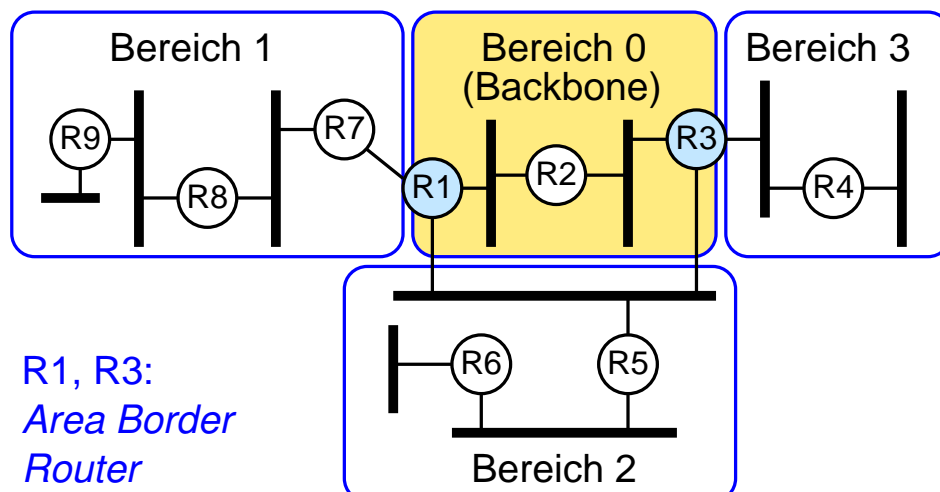 Bereich 1
Bereich 0
(Backbone)
Bereich 3
R9
R8
R7
R1
R2
R3
R4
R6
R5
Bereich 2
R1, R3:
Area Border
Router